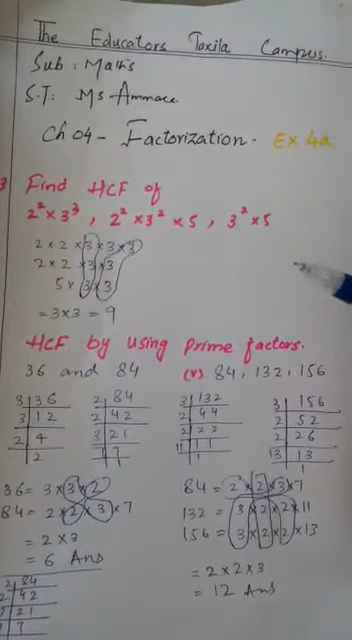 The Educators Taxila Campus.
Sub: Maths
S.T: Ms Ammara
Ch 04 - Factorization. Ex 4a
3 Find HCF of
2² × 3³, 2² × 3² × 5, 3² × 5
2 × 2 × 3 × 3 × 3
2 × 2 × 3 × 3
5 × 3 × 3
= 3 × 3 = 9
HCF by using Prime factors.
36 and 84
3 | 36
3 | 12
2 | 4
2
2 | 84
2 | 42
3 | 21
7 | 7
1
36 = 3 × 3 × 2
84 = 2 × 2 × 3 × 7
= 2 × 3
= 6 Ans
2 | 84
2 | 42
2 | 21
7
(v) 84, 132, 156
3 | 132
2 | 44
2 | 22
11 | 11
1
3 | 156
2 | 52
2 | 26
13 | 13
1
84 = 2 × 2 × 3 × 7
132 = 3 × 2 × 2 × 11
156 = 3 × 2 × 2 × 13
= 2 × 2 × 3
= 12 Ans